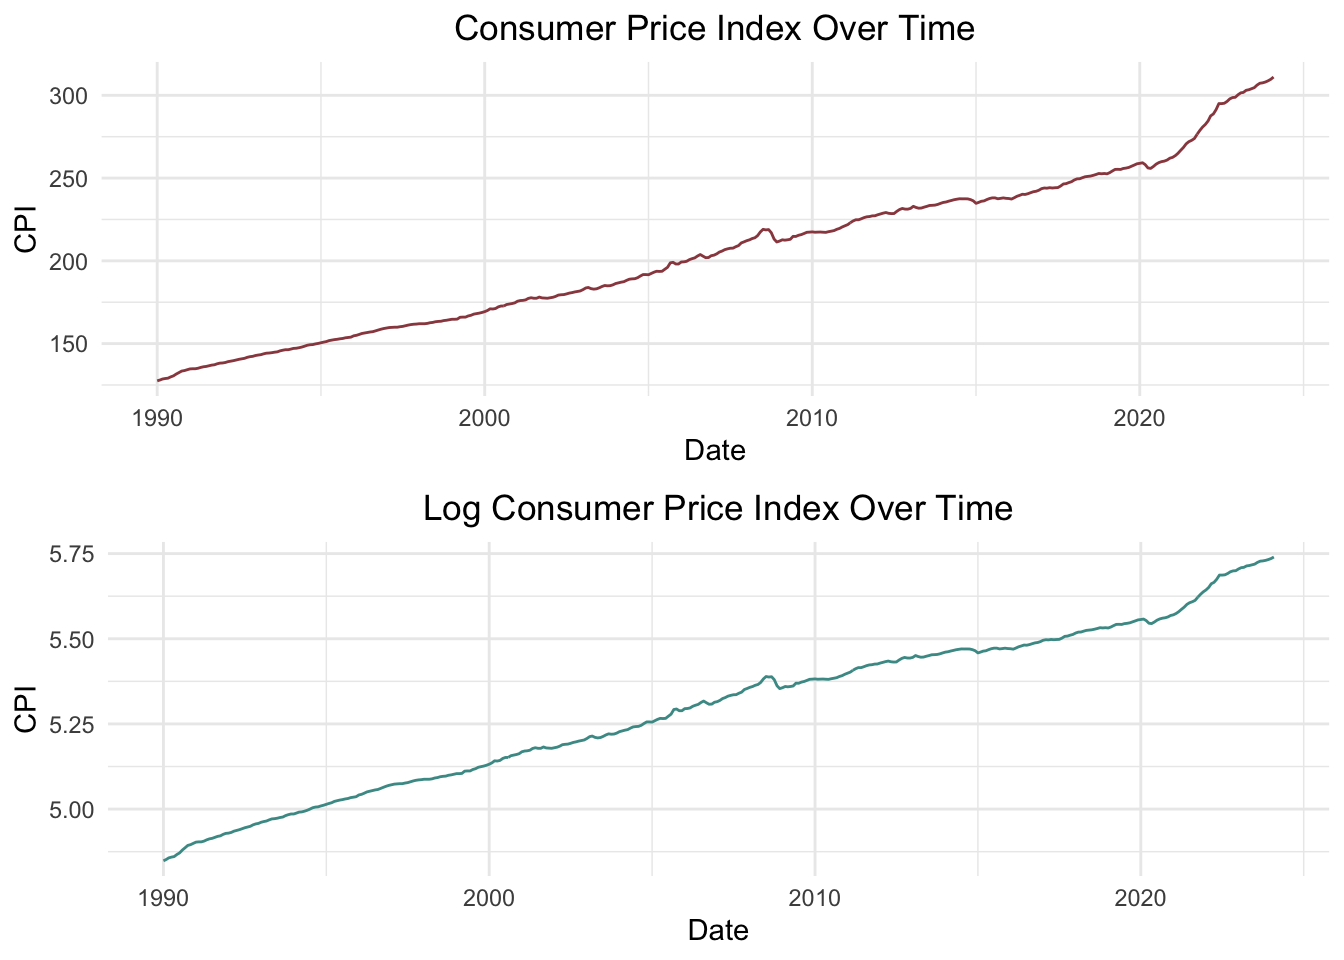 Consumer Price Index Over Time
300
250
200
150
CPI
1990 2000 2010 2020
Date
Log Consumer Price Index Over Time
5.75
5.50
5.25
5.00
CPI
1990 2000 2010 2020
Date